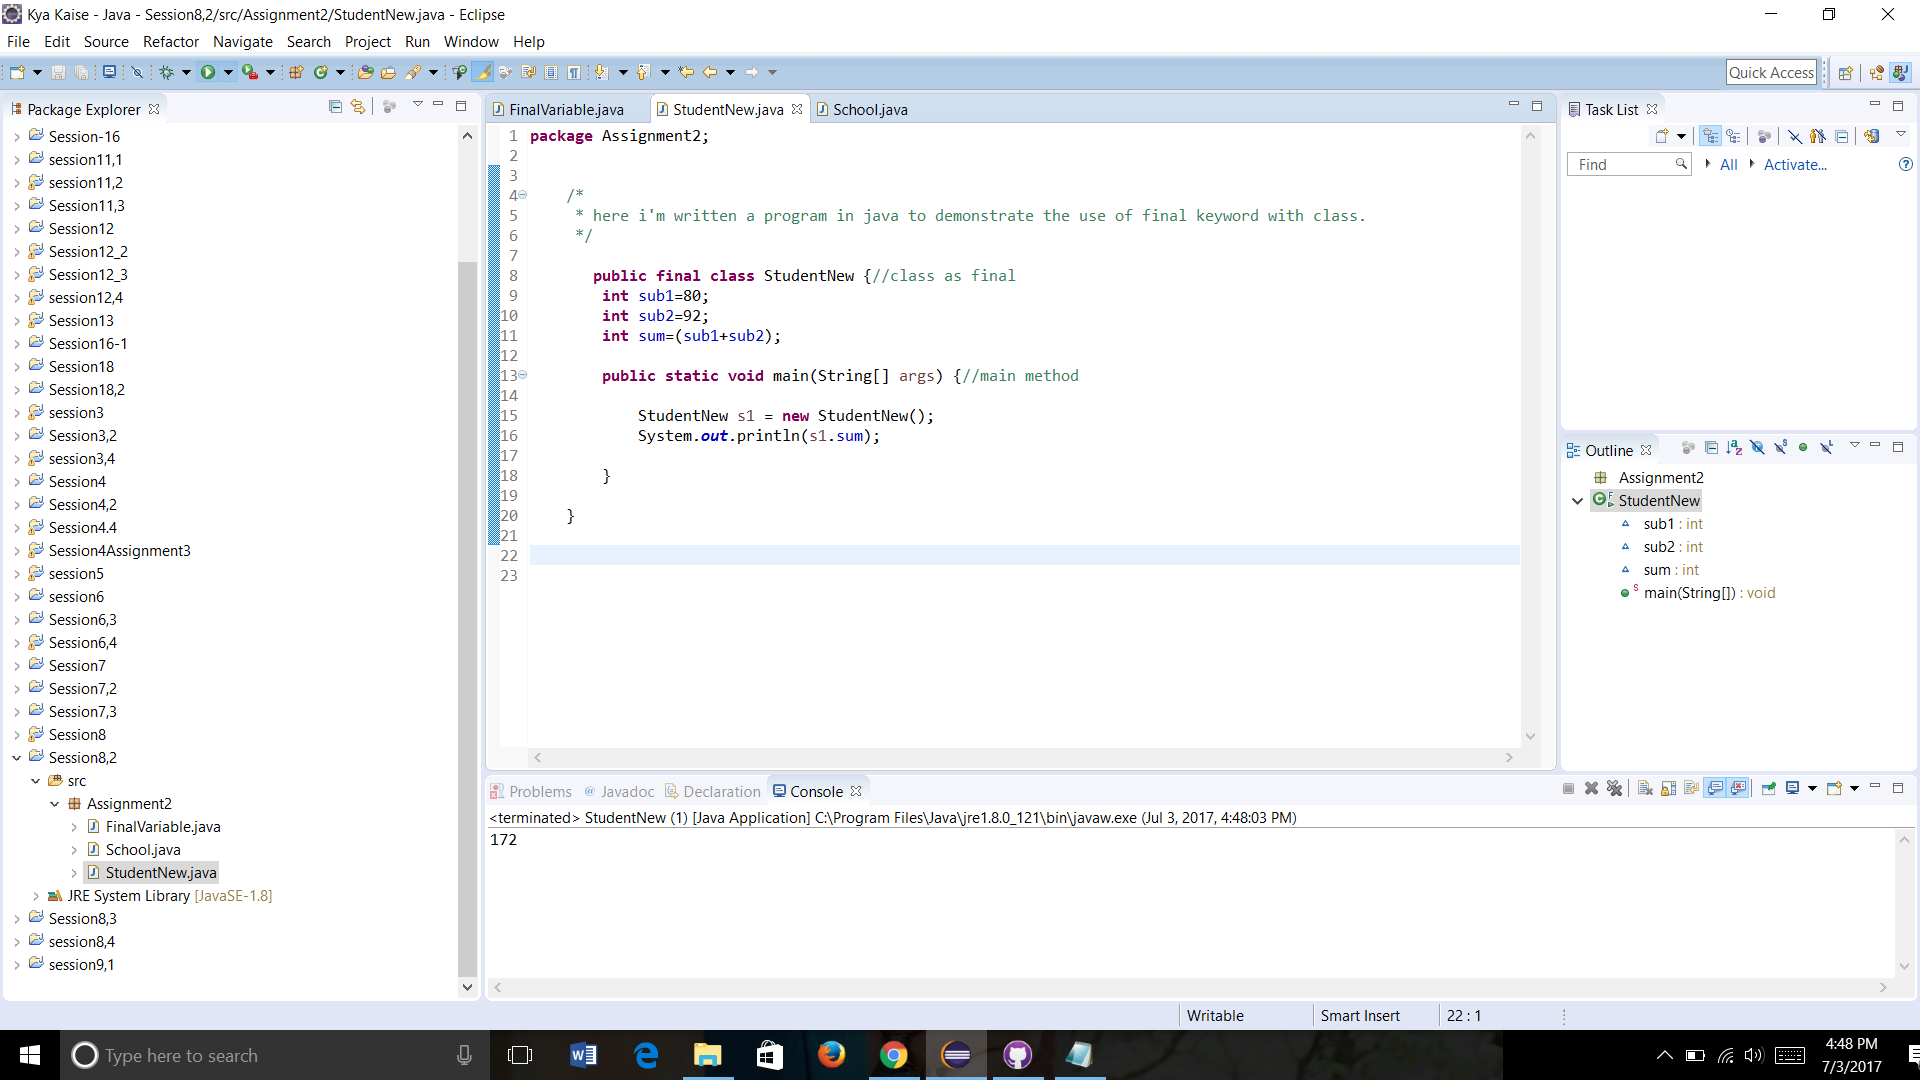 Kya Kaise - Java - Session8,2/src/Assignment2/StudentNew.java - Eclipse
File Edit Source Refactor Navigate Search Project Run Window Help
Quick Access
Package Explorer
Session-16
session11,1
session11,2
Session11,3
Session12
Session12_2
Session12_3
session12,4
Session13
Session16-1
Session18
Session18,2
session3
Session3,2
session3,4
Session4
Session4,2
Session4.4
Session4Assignment3
session5
session6
Session6,3
Session6,4
Session7
Session7,2
Session7,3
Session8
Session8,2
src
Assignment2
FinalVariable.java
School.java
StudentNew.java
JRE System Library [JavaSE-1.8]
Session8,3
session8,4
session9,1
FinalVariable.java StudentNew.java School.java
1 package Assignment2;
2
3
4 /*
5 * here i'm written a program in java to demonstrate the use of final keyword with class.
6 */
7
8 public final class StudentNew {//class as final
9 int sub1=80;
10 int sub2=92;
11 int sum=(sub1+sub2);
12
13 public static void main(String[] args) {//main method
14
15 StudentNew s1 = new StudentNew();
16 System.out.println(s1.sum);
17
18 }
19
20 }
21
22
23
Task List
Find All Activate...
Outline
Assignment2
StudentNew
sub1 : int
sub2 : int
sum : int
main(String[]) : void
Problems @ Javadoc Declaration Console
<terminated> StudentNew (1) [Java Application] C:\Program Files\Java\jre1.8.0_121\bin\javaw.exe (Jul 3, 2017, 4:48:03 PM)
172
Writable Smart Insert 22 : 1
Type here to search
4:48 PM
7/3/2017